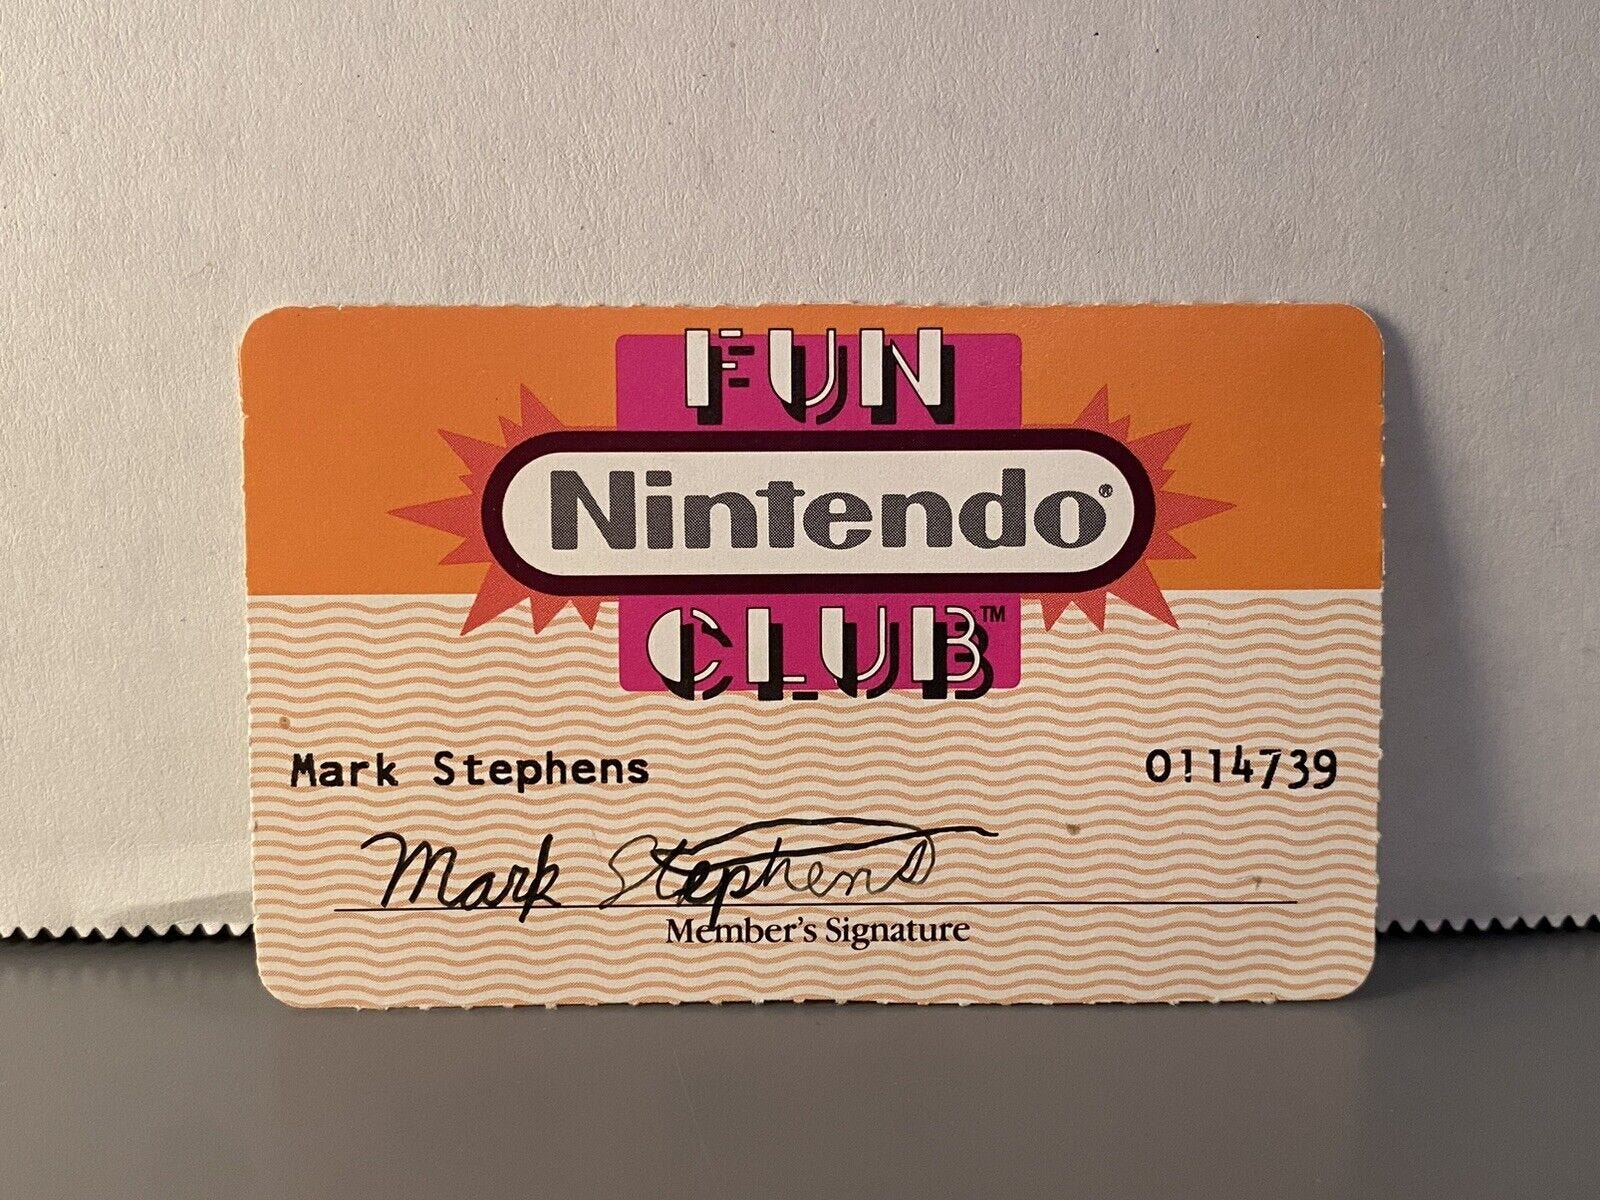 FUN
Nintendo®
CLUB™
Mark Stephens 0114739
Mark Stephens
Member's Signature